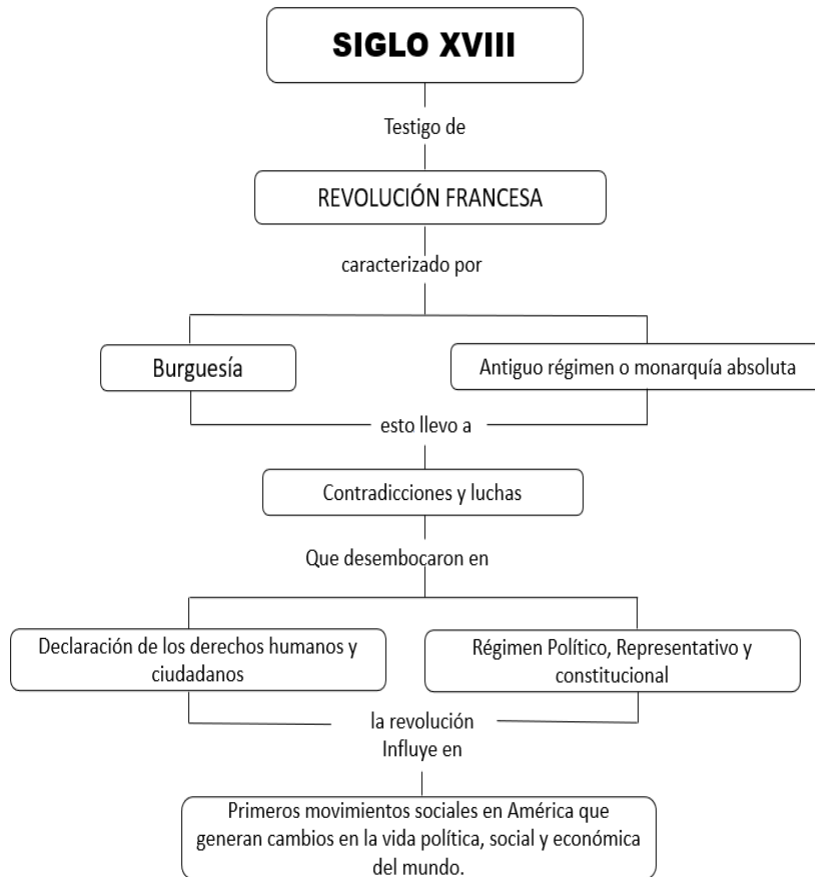 SIGLO XVIII
Testigo de
REVOLUCIÓN FRANCESA
caracterizado por
Burguesía
Antiguo régimen o monarquía absoluta
esto llevo a
Contradicciones y luchas
Que desembocaron en
Declaración de los derechos humanos y
ciudadanos
Régimen Político, Representativo y
constitucional
la revolución
Influye en
Primeros movimientos sociales en América que
generan cambios en la vida política, social y económica
del mundo.